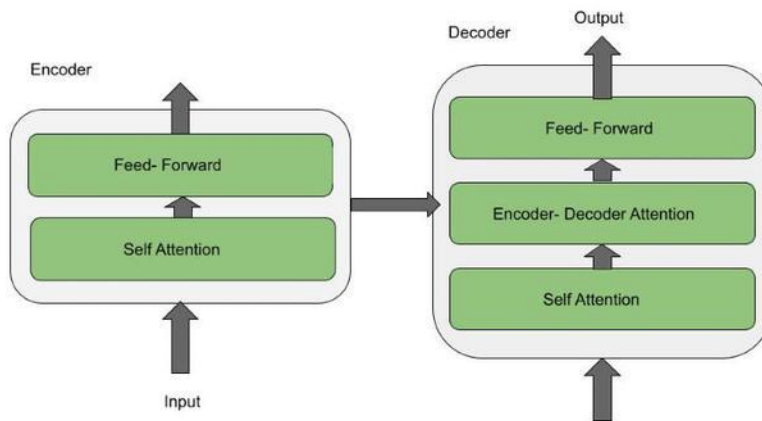 Encoder
Feed- Forward
Self Attention
Input
Output
Decoder
Feed- Forward
Encoder- Decoder Attention
Self Attention